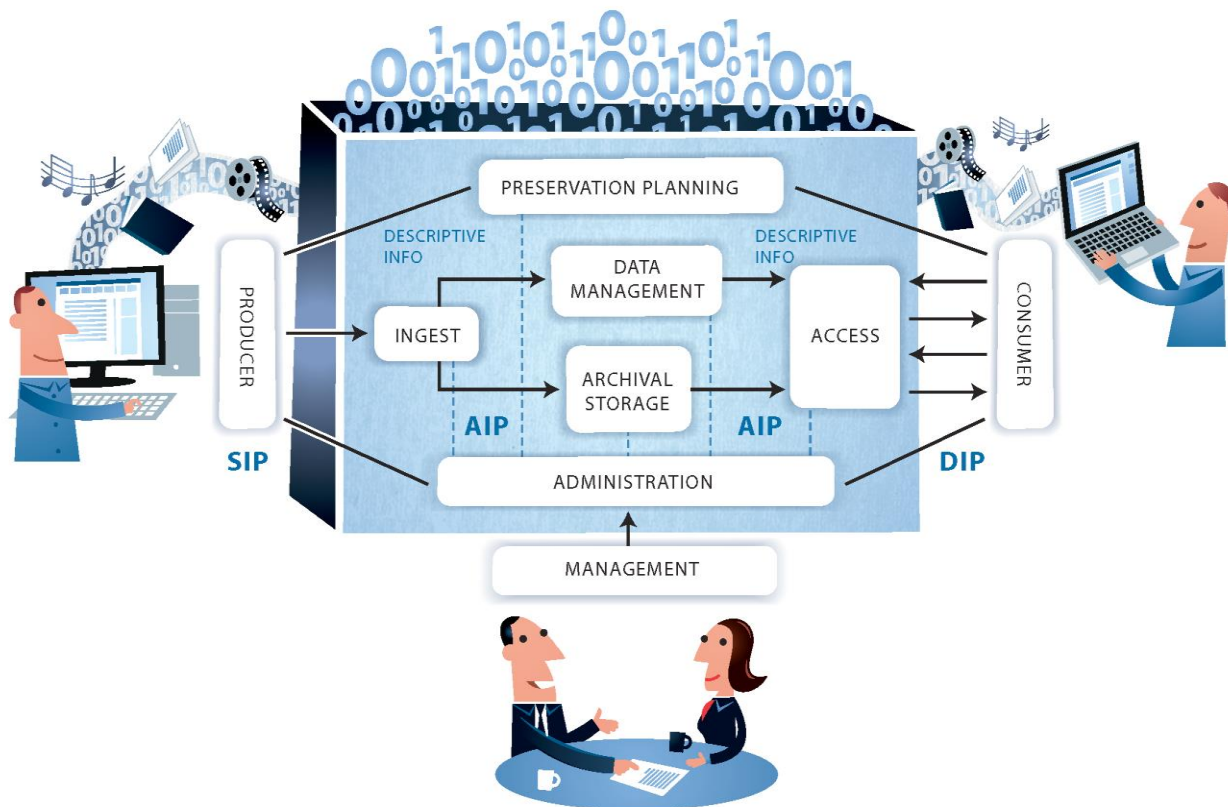 PRESERVATION PLANNING
DESCRIPTIVE
INFO
DESCRIPTIVE
INFO
DATA
MANAGEMENT
PRODUCER
INGEST
ACCESS
CONSUMER
ARCHIVAL
STORAGE
AIP
AIP
SIP
DIP
ADMINISTRATION
MANAGEMENT